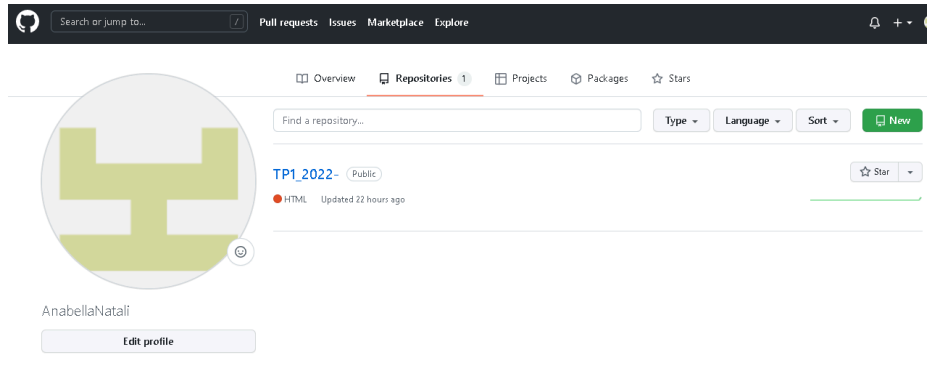 Search or jump to... / Pull requests Issues Marketplace Explore
Overview Repositories 1 Projects Packages Stars
Find a repository... Type Language Sort New
TP1_2022- Public Star
HTML Updated 22 hours ago
AnabellaNatali
Edit profile